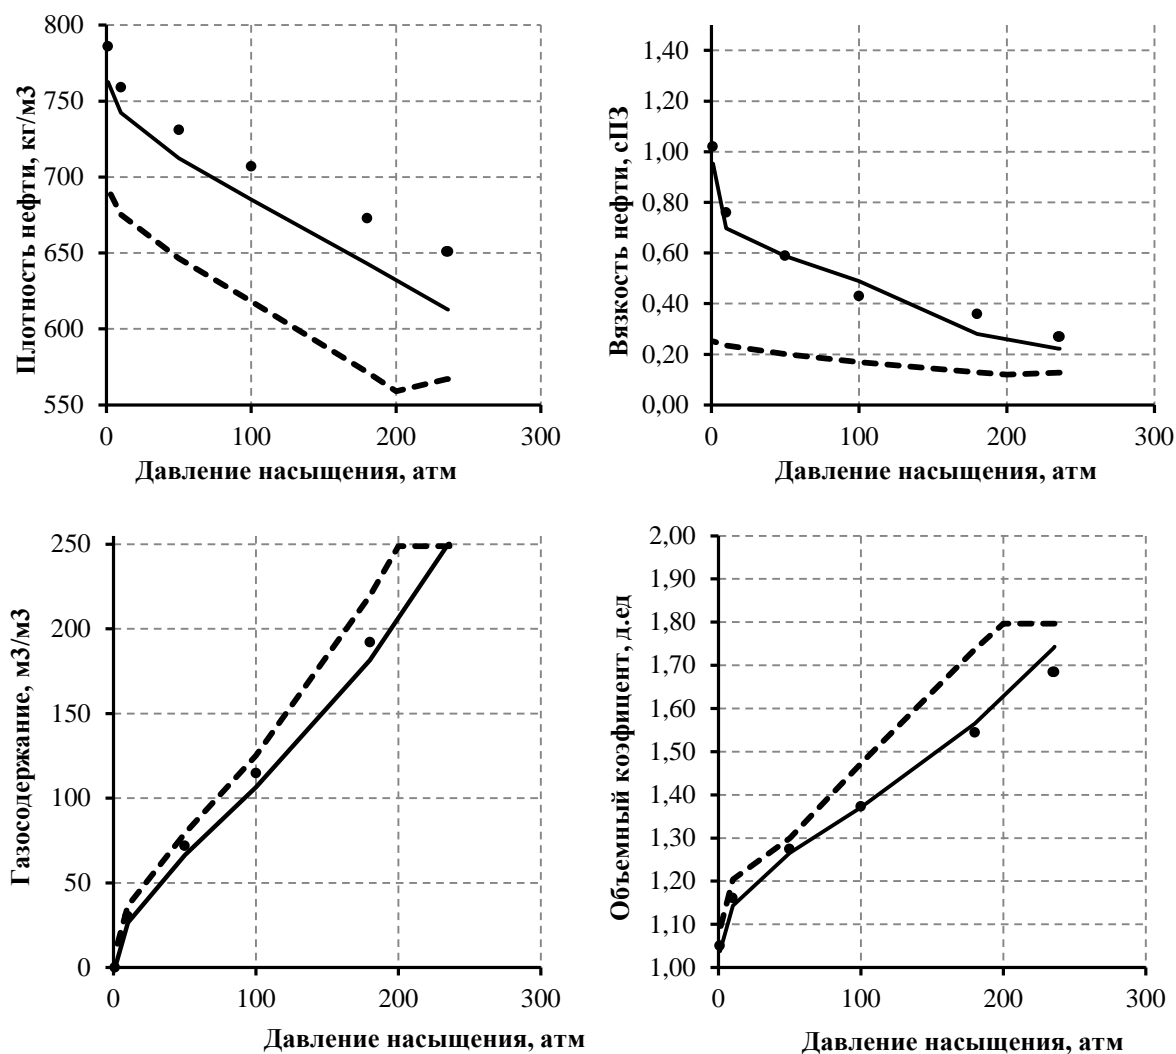 Плотность нефти, кг/м3
800
750
700
650
600
550
0 100 200 300
Давление насыщения, атм
Вязкость нефти, сПЗ
1,40
1,20
1,00
0,80
0,60
0,40
0,20
0,00
0 100 200 300
Давление насыщения, атм
Газосодержание, м3/м3
250
200
150
100
50
0
0 100 200 300
Давление насыщения, атм
Объемный коэфицент, д.ед
2,00
1,90
1,80
1,70
1,60
1,50
1,40
1,30
1,20
1,10
1,00
0 100 200 300
Давление насыщения, атм